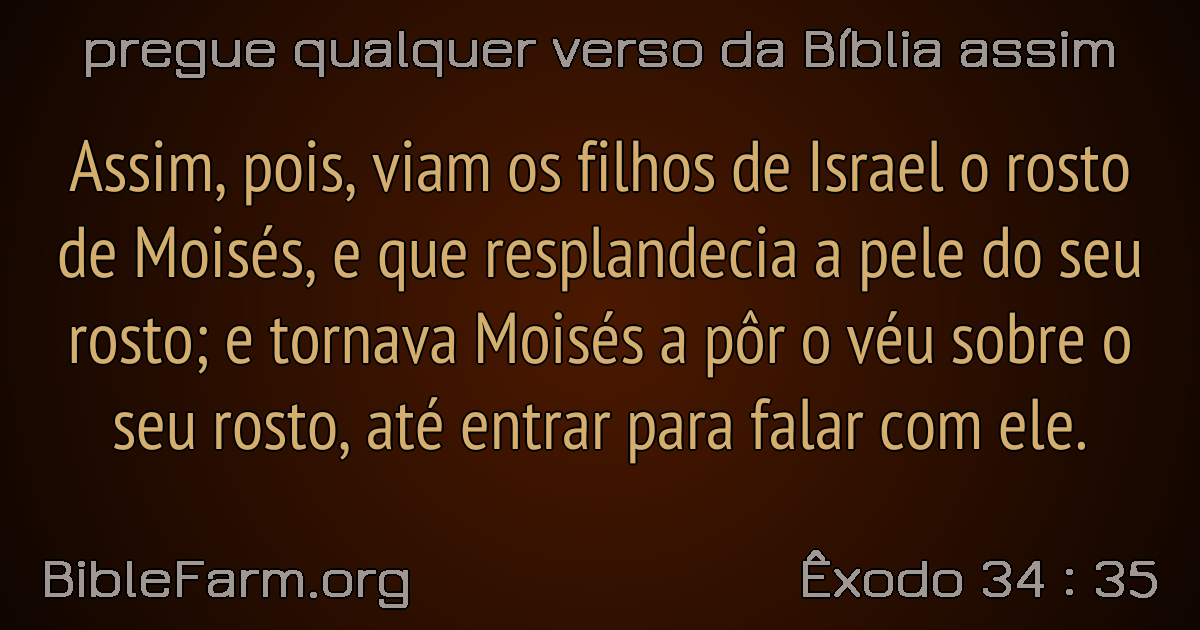 pregue qualquer verso da Bíblia assim
Assim, pois, viam os filhos de Israel o rosto
de Moisés, e que resplandecia a pele do seu
rosto; e tornava Moisés a pôr o véu sobre o
seu rosto, até entrar para falar com ele.
BibleFarm.org
Êxodo 34 : 35